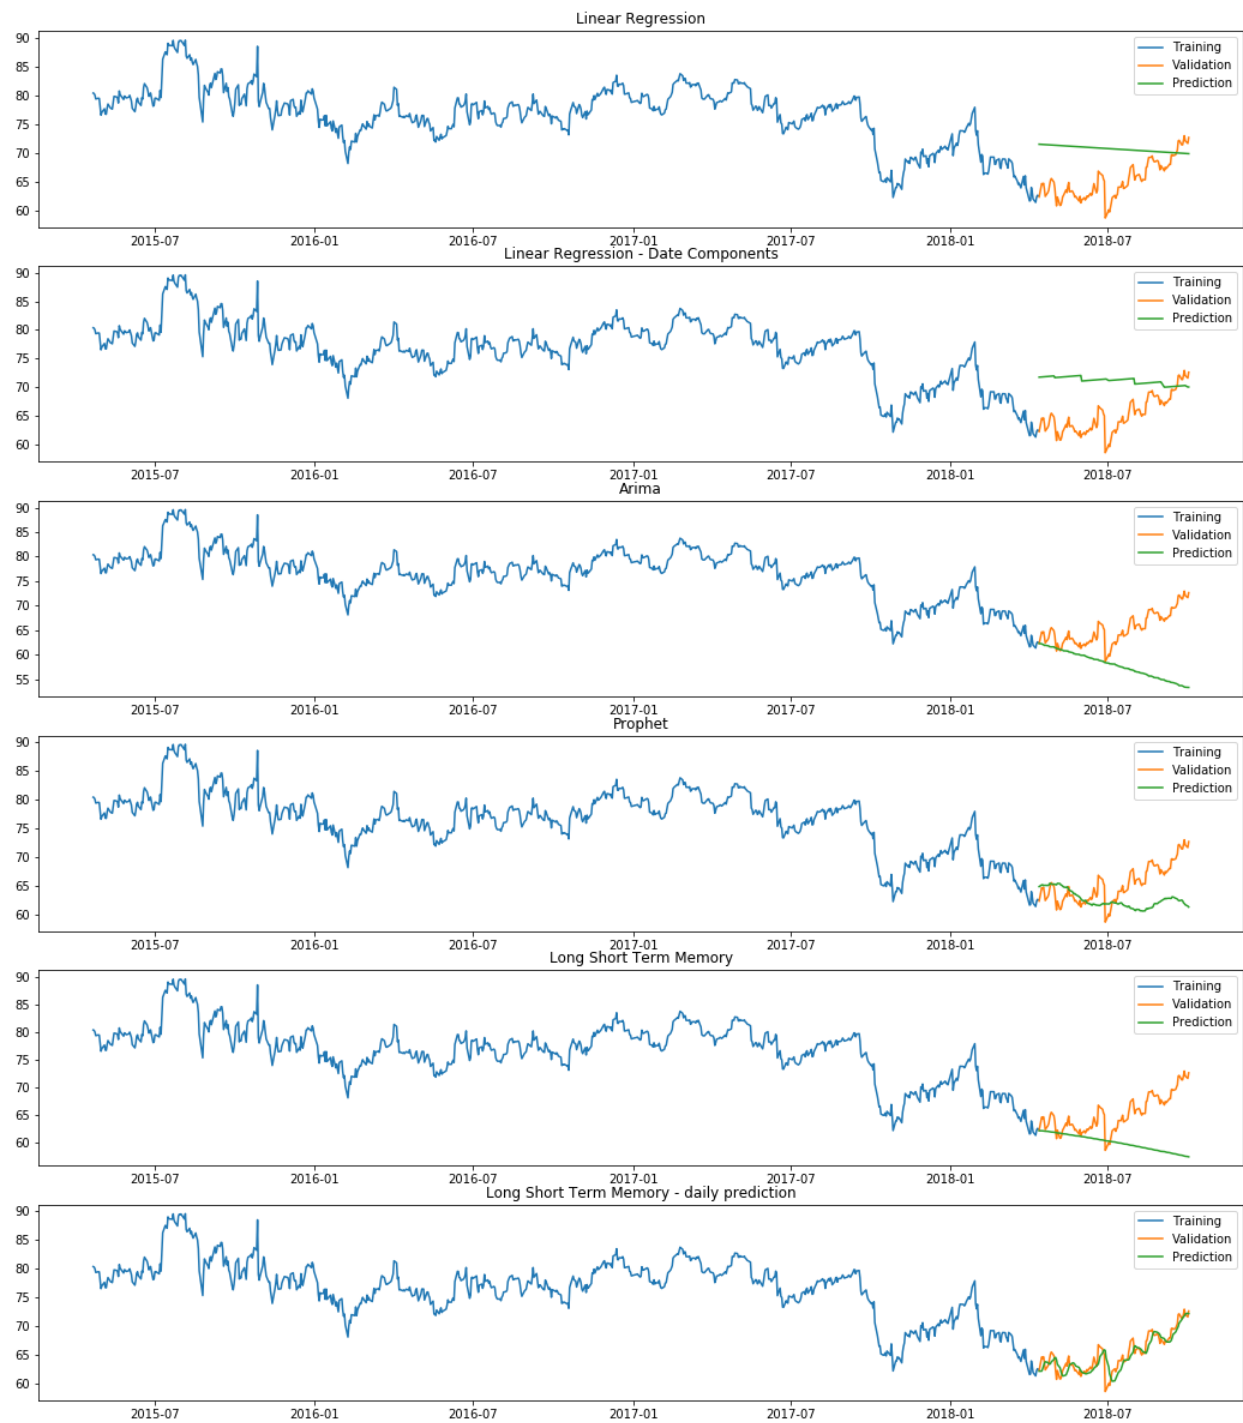 Linear Regression
90
85
80
75
70
65
60
Training
Validation
Prediction
2015-07 2016-01 2016-07 2017-01 2017-07 2018-01 2018-07
Linear Regression - Date Components
90
85
80
75
70
65
60
Training
Validation
Prediction
2015-07 2016-01 2016-07 2017-01 2017-07 2018-01 2018-07
Arima
90
85
80
75
70
65
60
55
Training
Validation
Prediction
2015-07 2016-01 2016-07 2017-01 2017-07 2018-01 2018-07
Prophet
90
85
80
75
70
65
60
Training
Validation
Prediction
2015-07 2016-01 2016-07 2017-01 2017-07 2018-01 2018-07
Long Short Term Memory
90
85
80
75
70
65
60
Training
Validation
Prediction
2015-07 2016-01 2016-07 2017-01 2017-07 2018-01 2018-07
Long Short Term Memory - daily prediction
90
85
80
75
70
65
60
Training
Validation
Prediction
2015-07 2016-01 2016-07 2017-01 2017-07 2018-01 2018-07